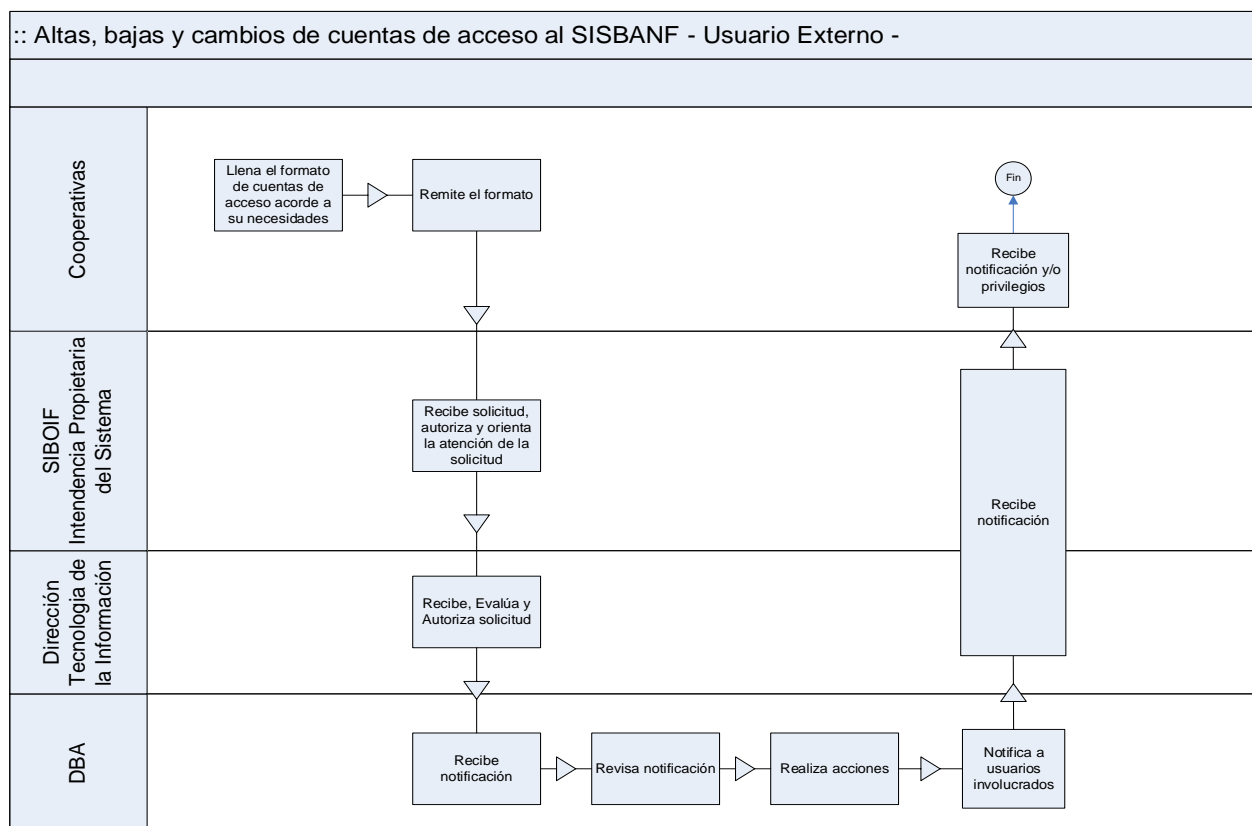 :: Altas, bajas y cambios de cuentas de acceso al SISBANF - Usuario Externo -
Cooperativas
Llena el formato
de cuentas de
acceso acorde a
su necesidades
Remite el formato
Fin
Recibe
notificación y/o
privilegios
SIBOIF
Intendencia Propietaria
del Sistema
Recibe solicitud,
autoriza y orienta
la atención de la
solicitud
Recibe
notificación
Dirección
Tecnología de
la Información
Recibe, Evalúa y
Autoriza solicitud
DBA
Recibe
notificación
Revisa notificación
Realiza acciones
Notifica a
usuarios
involucrados